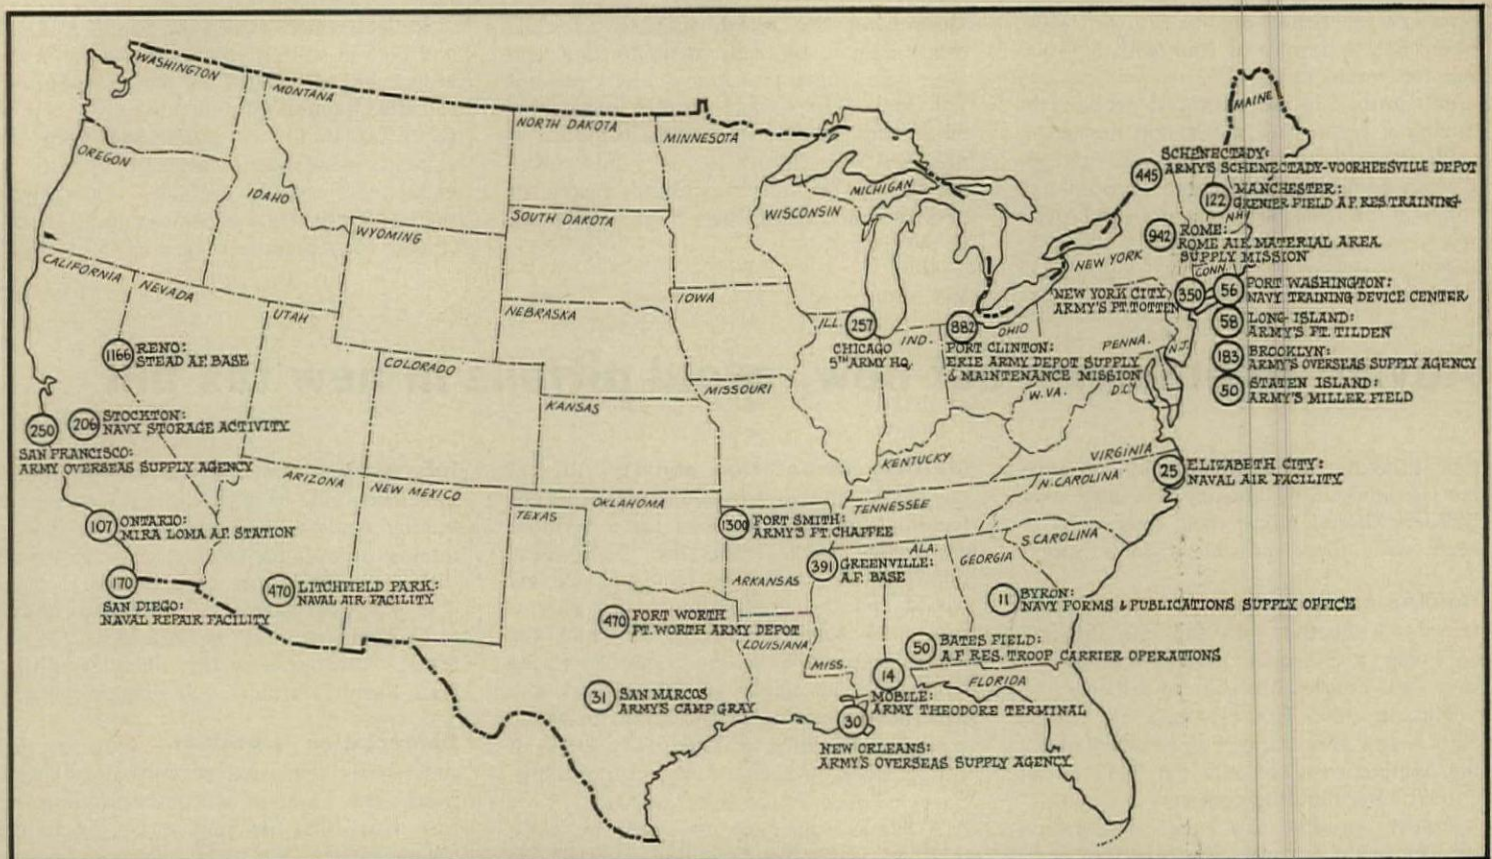 WASHINGTON
MONTANA
NORTH DAKOTA
MINNESOTA
MAINE
OREGON
IDAHO
SOUTH DAKOTA
WYOMING
WISCONSIN
MICHIGAN
445
SCHENECTADY:
ARMY'S SCHENECTADY-VOORHEESVILLE DEPOT
122
MANCHESTER:
GRENIER FIELD A.F. RES. TRAINING
N.H.
942
ROME:
ROME AIR MATERIAL AREA
SUPPLY MISSION
NEW YORK
CONN.
CALIFORNIA
NEVADA
UTAH
NEBRASKA
IOWA
ILL.
257
CHICAGO
5TH ARMY HQ.
IND.
882
OHIO
PORT CLINTON:
ERIE ARMY DEPOT SUPPLY
& MAINTENANCE MISSION
PENNA.
N.J.
NEW YORK CITY
ARMY'S FT. TOTTEN
350
56
PORT WASHINGTON:
NAVY TRAINING DEVICE CENTER
58
LONG ISLAND:
ARMY'S FT. TILDEN
183
BROOKLYN:
ARMY'S OVERSEAS SUPPLY AGENCY
50
STATEN ISLAND:
ARMY'S MILLER FIELD
1166
RENO:
STEAD A.F. BASE
COLORADO
KANSAS
MISSOURI
W. VA.
D.C.
250
206
STOCKTON:
NAVY STORAGE ACTIVITY
SAN FRANCISCO:
ARMY OVERSEAS SUPPLY AGENCY
ARIZONA
NEW MEXICO
KENTUCKY
VIRGINIA
25
ELIZABETH CITY:
NAVAL AIR FACILITY
N. CAROLINA
TENNESSEE
OKLAHOMA
TEXAS
107
ONTARIO:
MIRA LOMA A.F. STATION
1300
FORT SMITH:
ARMY'S FT. CHAFFEE
S. CAROLINA
ALA.
GEORGIA
391
GREENVILLE:
A.F. BASE
ARKANSAS
170
SAN DIEGO:
NAVAL REPAIR FACILITY
470
LITCHFIELD PARK:
NAVAL AIR FACILITY
11
BYRON:
NAVY FORMS & PUBLICATIONS SUPPLY OFFICE
470
FORT WORTH
FT. WORTH ARMY DEPOT
LOUISIANA
MISS.
50
BATES FIELD:
A.F. RES. TROOP CARRIER OPERATIONS
FLORIDA
31
SAN MARCOS
ARMY'S CAMP GRAY
14
MOBILE:
ARMY THEODORE TERMINAL
30
NEW ORLEANS:
ARMY'S OVERSEAS SUPPLY AGENCY